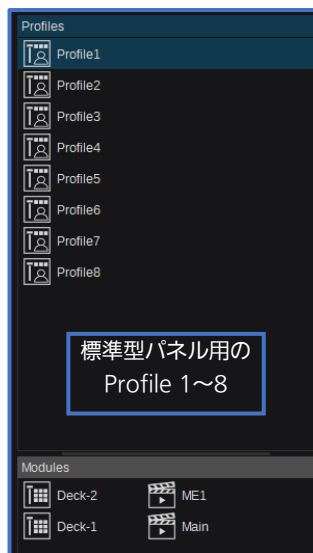 Profiles
Profile1
Profile2
Profile3
Profile4
Profile5
Profile6
Profile7
Profile8
標準型パネル用の
Profile 1～8
Modules
Deck-2 ME1
Deck-1 Main